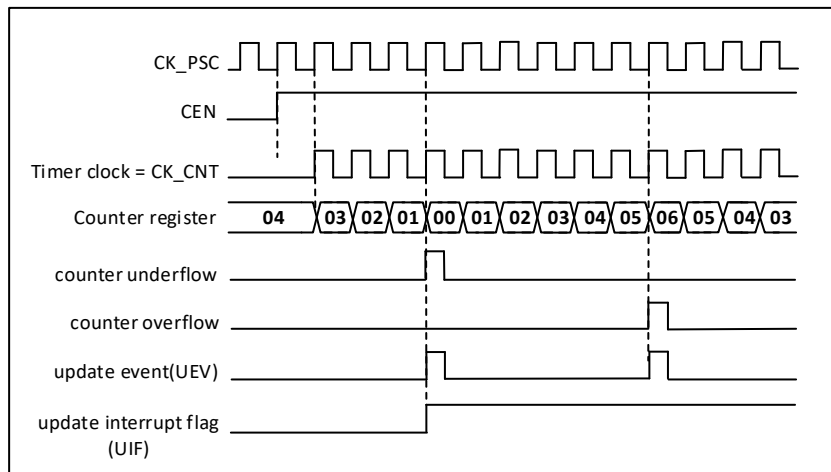 CK_PSC
CEN
Timer clock = CK_CNT
Counter register 04 03 02 01 00 01 02 03 04 05 06 05 04 03
counter underflow
counter overflow
update event(UEV)
update interrupt flag
(UIF)